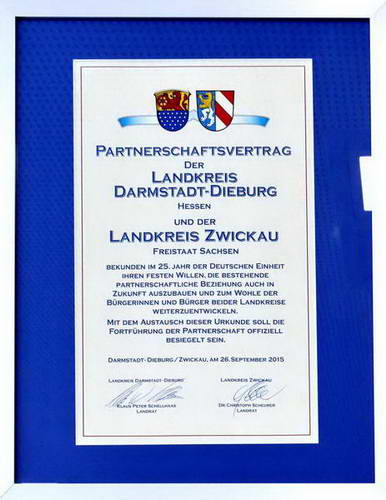 PARTNERSCHAFTSVERTRAG
DER
LANDKREIS
DARMSTADT-DIEBURG
HESSEN
UND DER
LANDKREIS ZWICKAU
FREISTAAT SACHSEN
BEKUNDEN IM 25. JAHR DER DEUTSCHEN EINHEIT
IHREN FESTEN WILLEN, DIE BESTEHENDE
PARTNERSCHAFTLICHE BEZIEHUNG AUCH IN
ZUKUNFT AUSZUBAUEN UND ZUM WOHLE DER
BÜRGERINNEN UND BÜRGER BEIDER LANDKREISE
WEITERZUENTWICKELN.
MIT DEM AUSTAUSCH DIESER URKUNDE SOLL DIE
FORTFÜHRUNG DER PARTNERSCHAFT OFFIZIELL
BESIEGELT SEIN.
DARMSTADT-DIEBURG/ZWICKAU, AM 26.SEPTEMBER 2015
LANDKREIS DARMSTADT-DIEBURG
LANDKREIS ZWICKAU
KLAUS PETER SCHELLHAAS
LANDRAT
DR. CHRISTOPH SCHEURER
LANDRAT